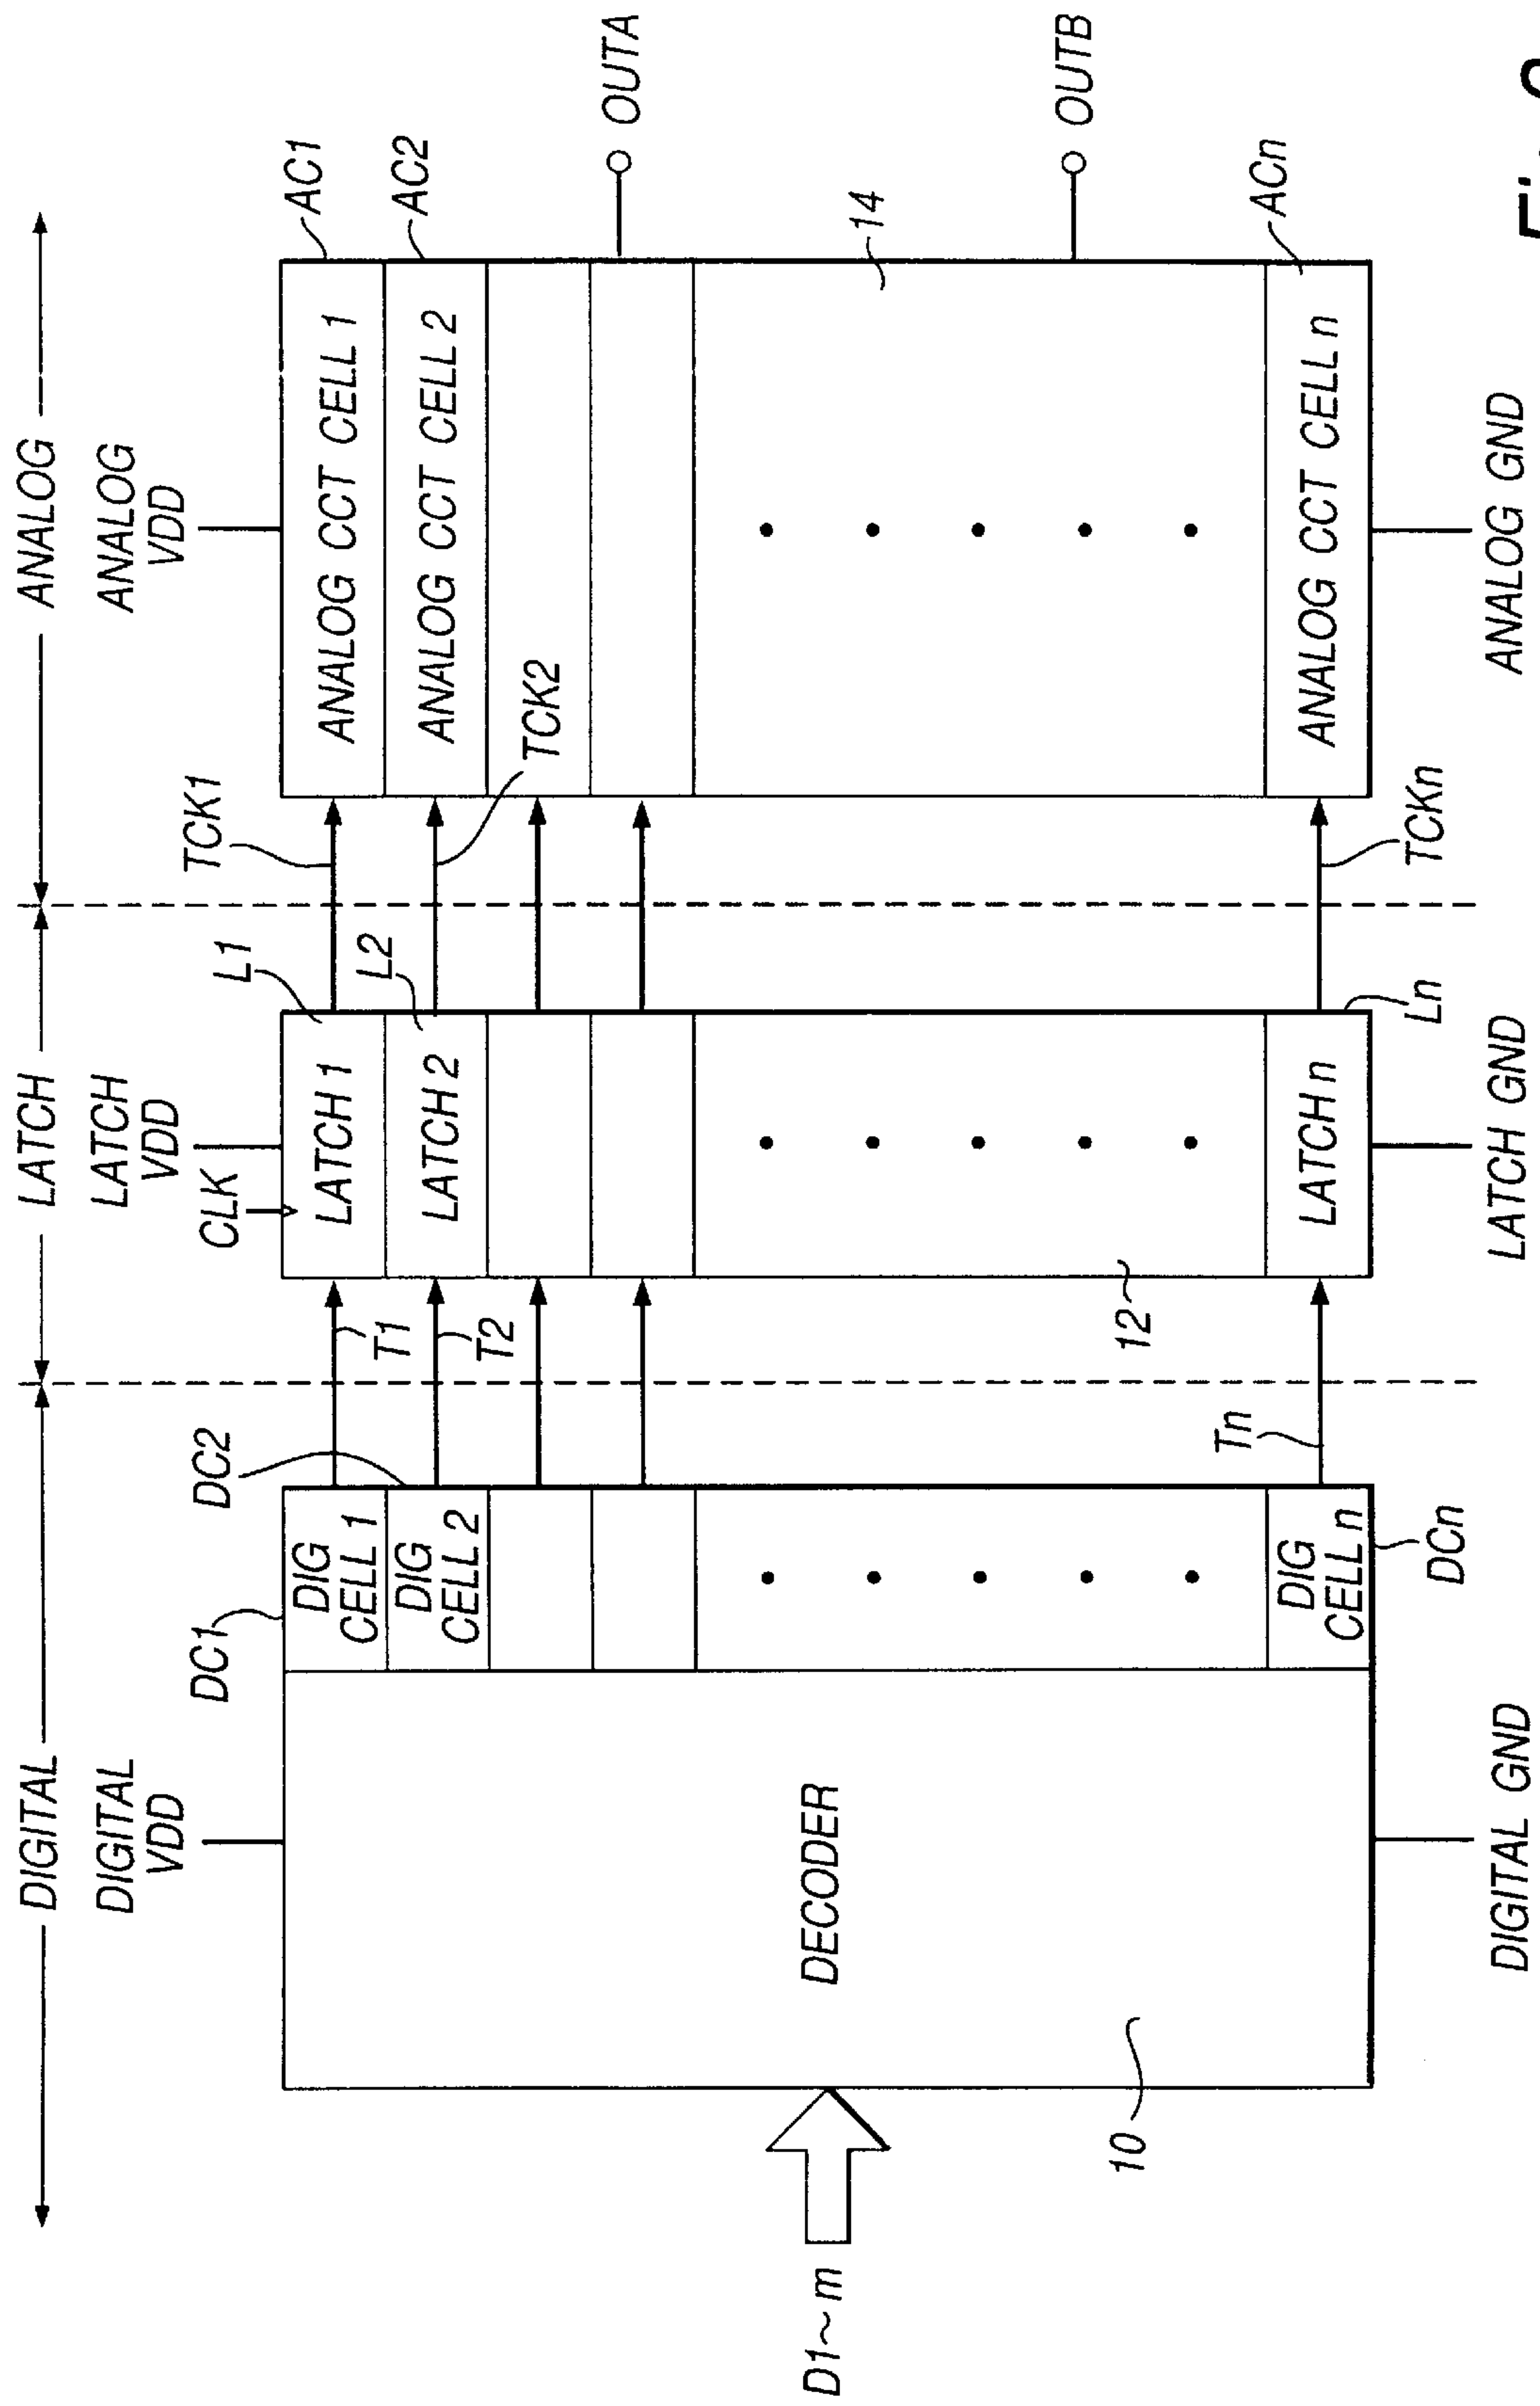 DIGITAL
LATCH
ANALOG
DIGITAL
VDD
LATCH
VDD
ANALOG
VDD
CLK
DC1
DC2
L1
L2
TCK1
TCK2
AC1
AC2
DIG
CELL 1
DIG
CELL 2
T1
T2
LATCH 1
LATCH 2
ANALOG CCT CELL 1
ANALOG CCT CELL 2
OUTA
D1~m
DECODER
14
OUTB
10
12
Tn
DIG
CELL n
LATCH n
ANALOG CCT CELL n
ACn
DCn
Ln
TCKn
DIGITAL GND
LATCH GND
ANALOG GND